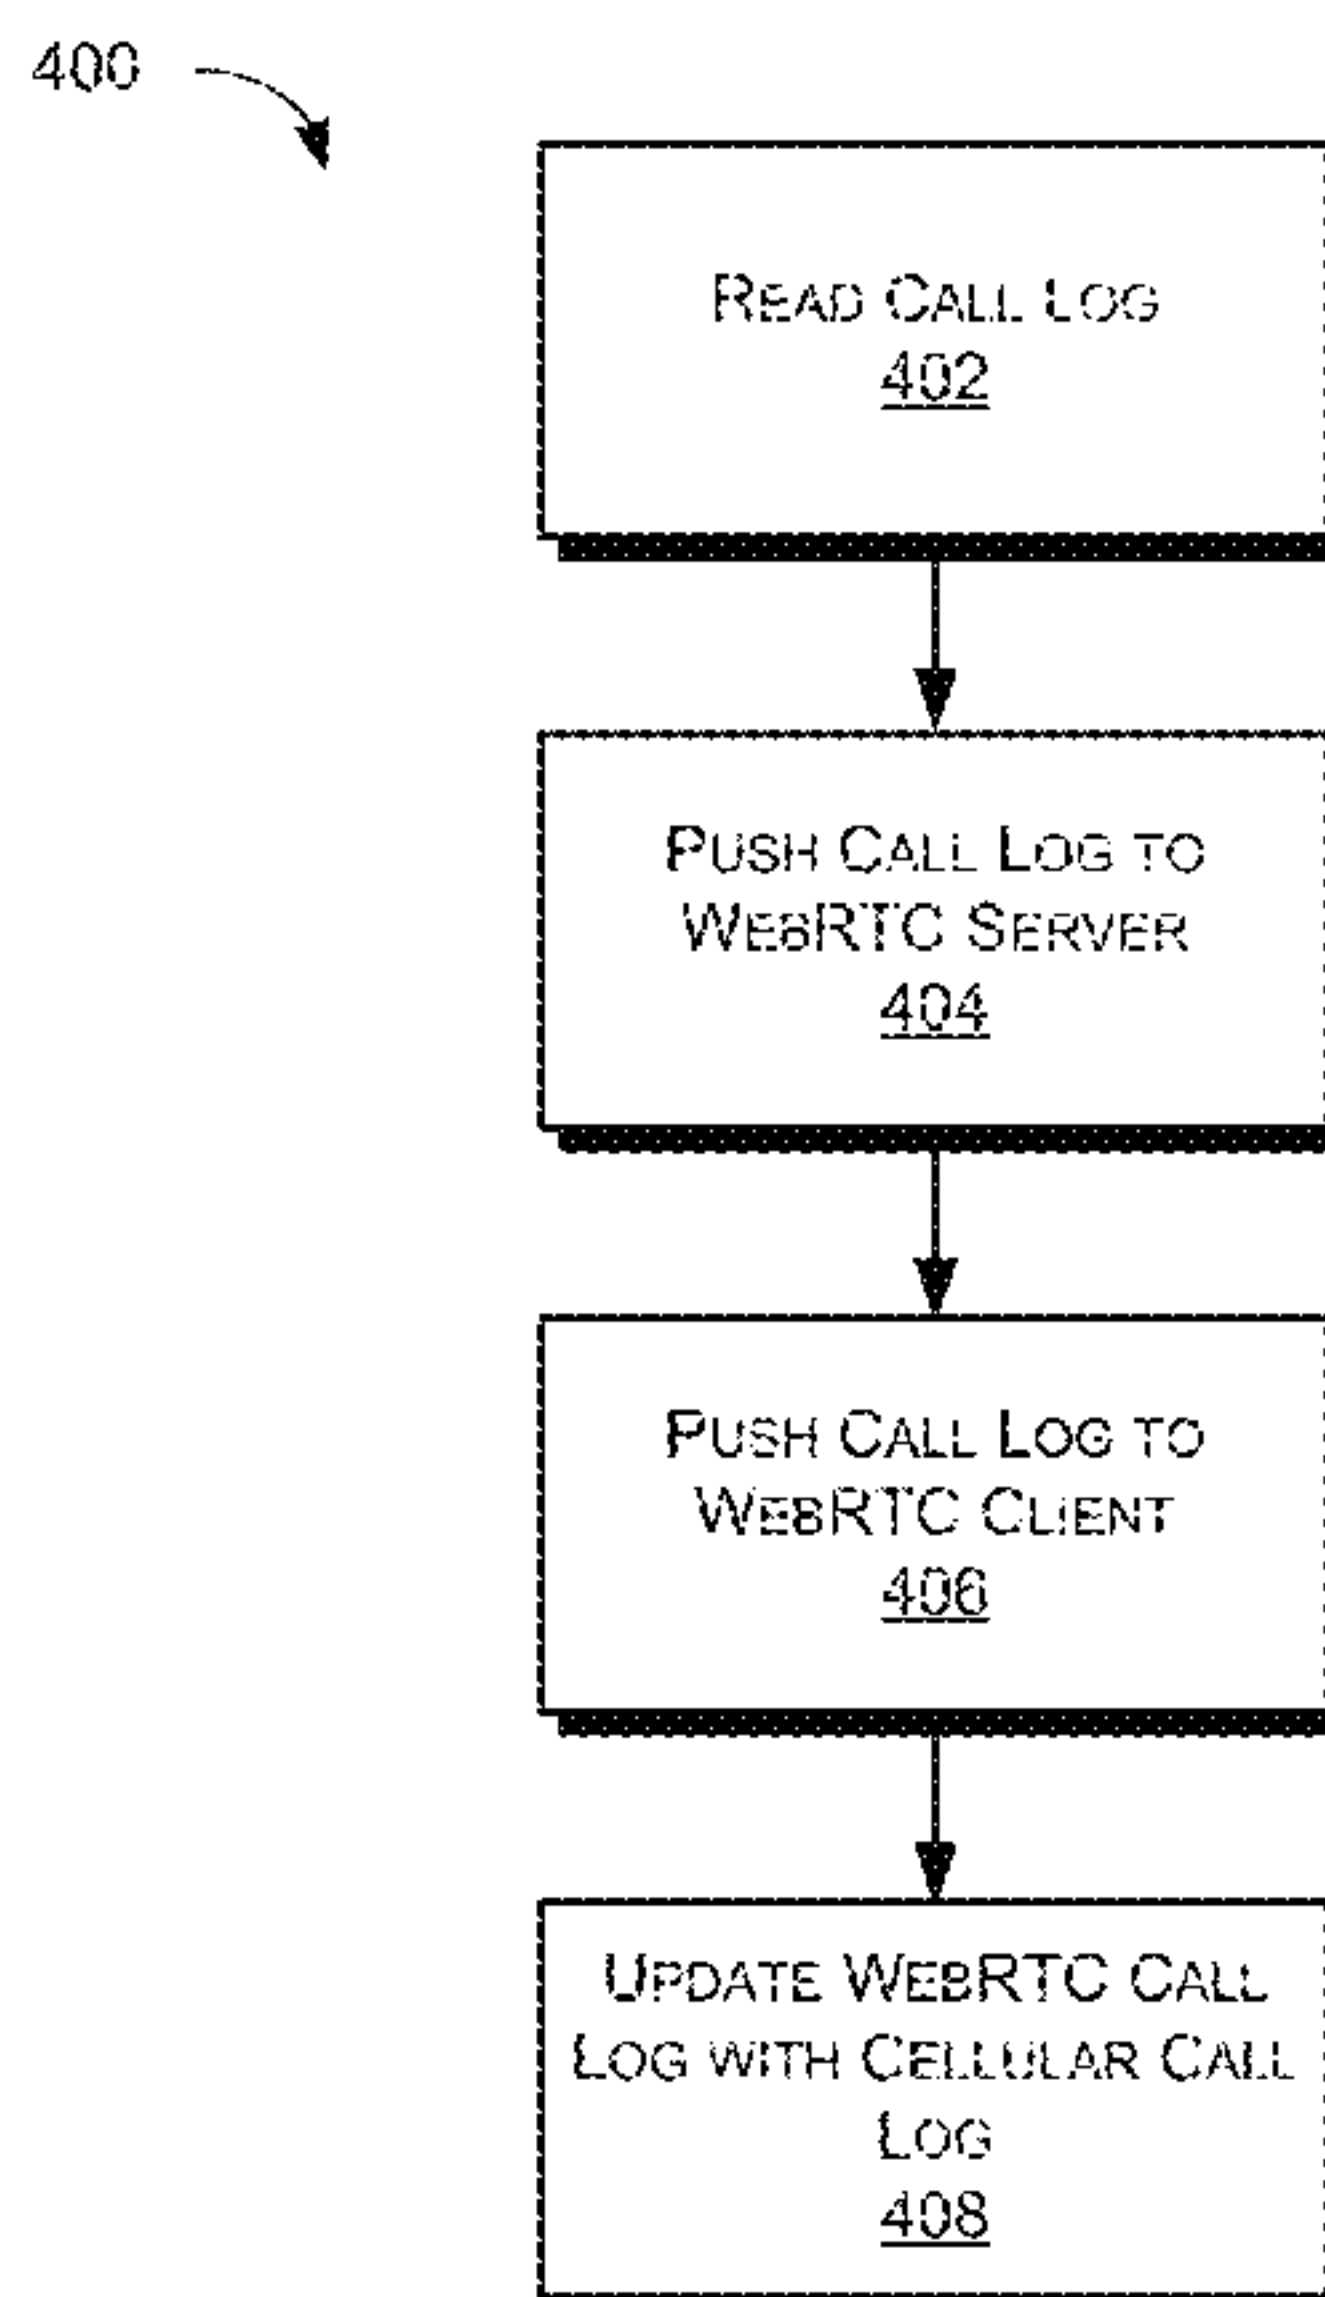 400
READ CALL LOG
402
PUSH CALL LOG TO
WEBRTC SERVER
404
PUSH CALL LOG TO
WEBRTC CLIENT
406
UPDATE WEBRTC CALL
LOG WITH CELLULAR CALL
LOG
408